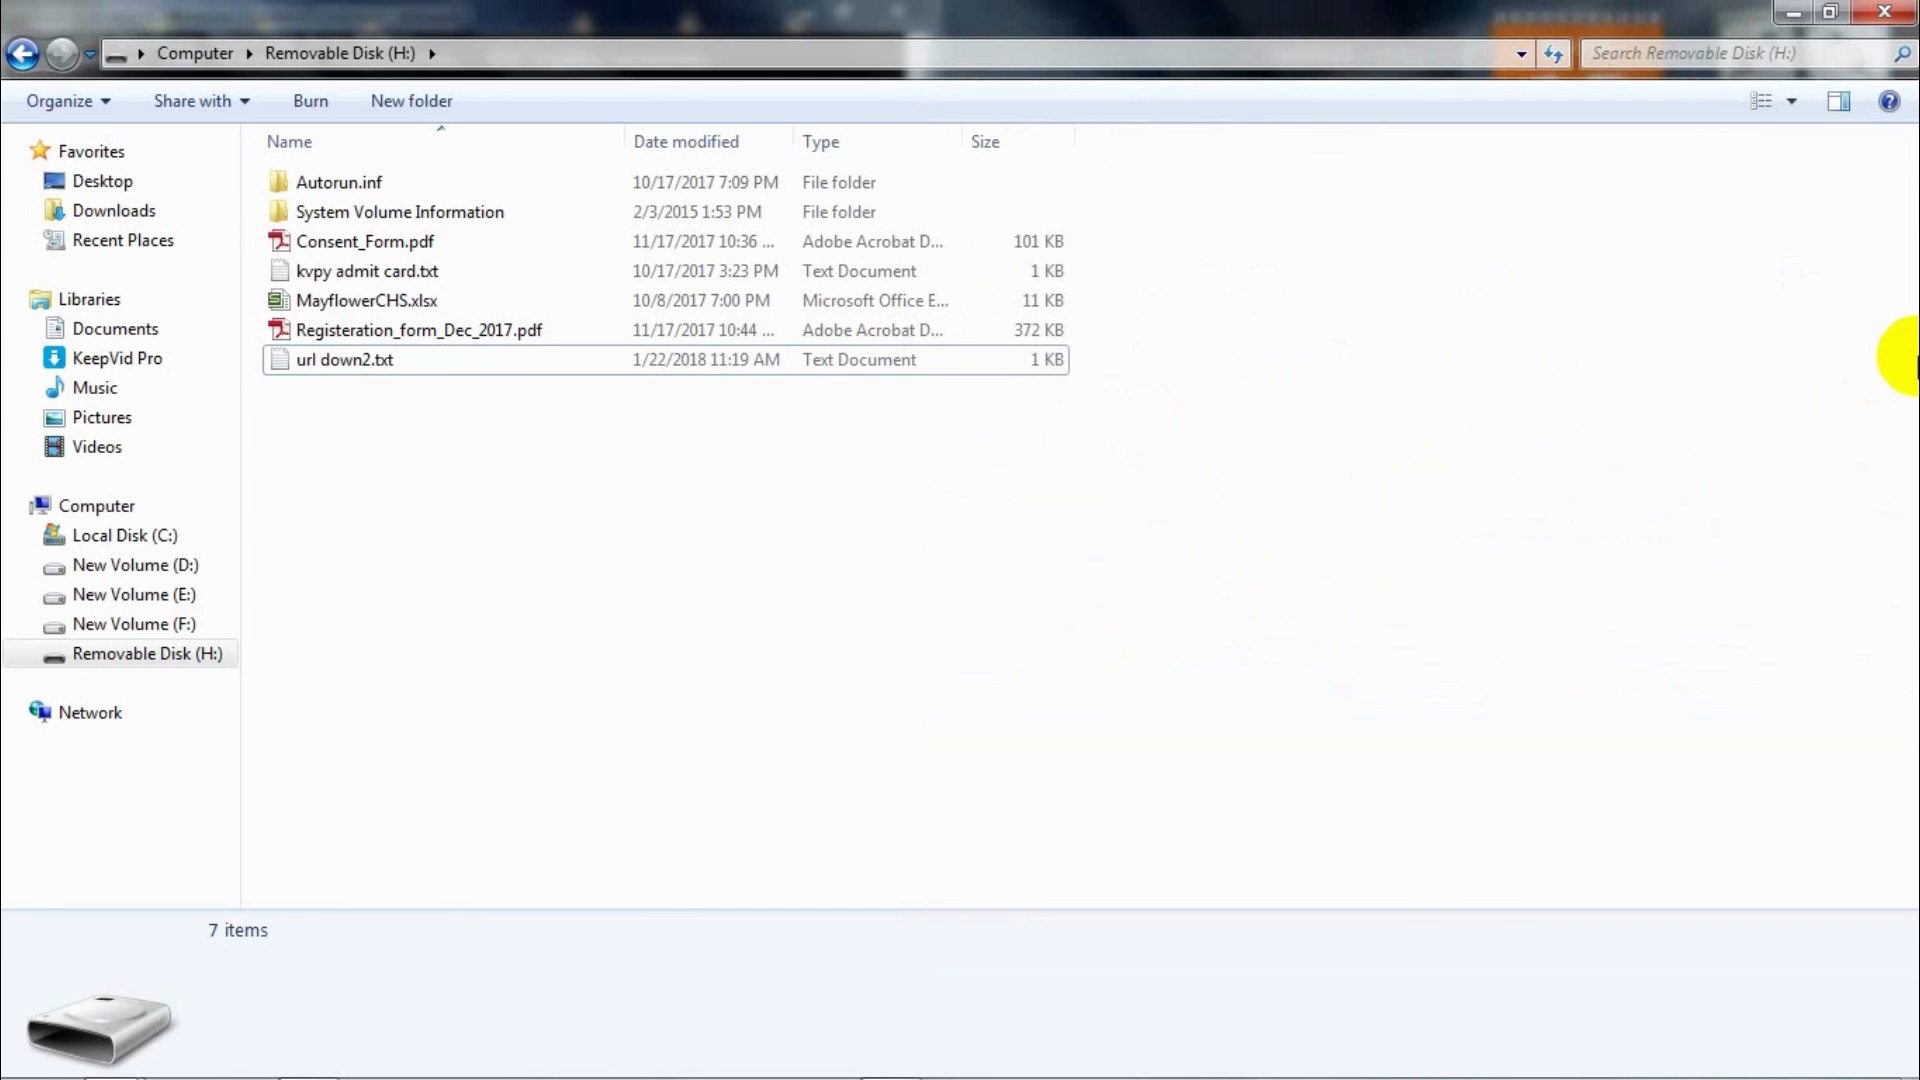 Computer Removable Disk (H:)
Search Removable Disk (H:)
Organize Share with Burn New folder
Name Date modified Type Size
Autorun.inf 10/17/2017 7:09 PM File folder
System Volume Information 2/3/2015 1:53 PM File folder
Consent_Form.pdf 11/17/2017 10:36 ... Adobe Acrobat D... 101 KB
kvpy admit card.txt 10/17/2017 3:23 PM Text Document 1 KB
MayflowerCHS.xlsx 10/8/2017 7:00 PM Microsoft Office E... 11 KB
Registeration_form_Dec_2017.pdf 11/17/2017 10:44 ... Adobe Acrobat D... 372 KB
url down2.txt 1/22/2018 11:19 AM Text Document 1 KB
Favorites
Desktop
Downloads
Recent Places
Libraries
Documents
KeepVid Pro
Music
Pictures
Videos
Computer
Local Disk (C:)
New Volume (D:)
New Volume (E:)
New Volume (F:)
Removable Disk (H:)
Network
7 items